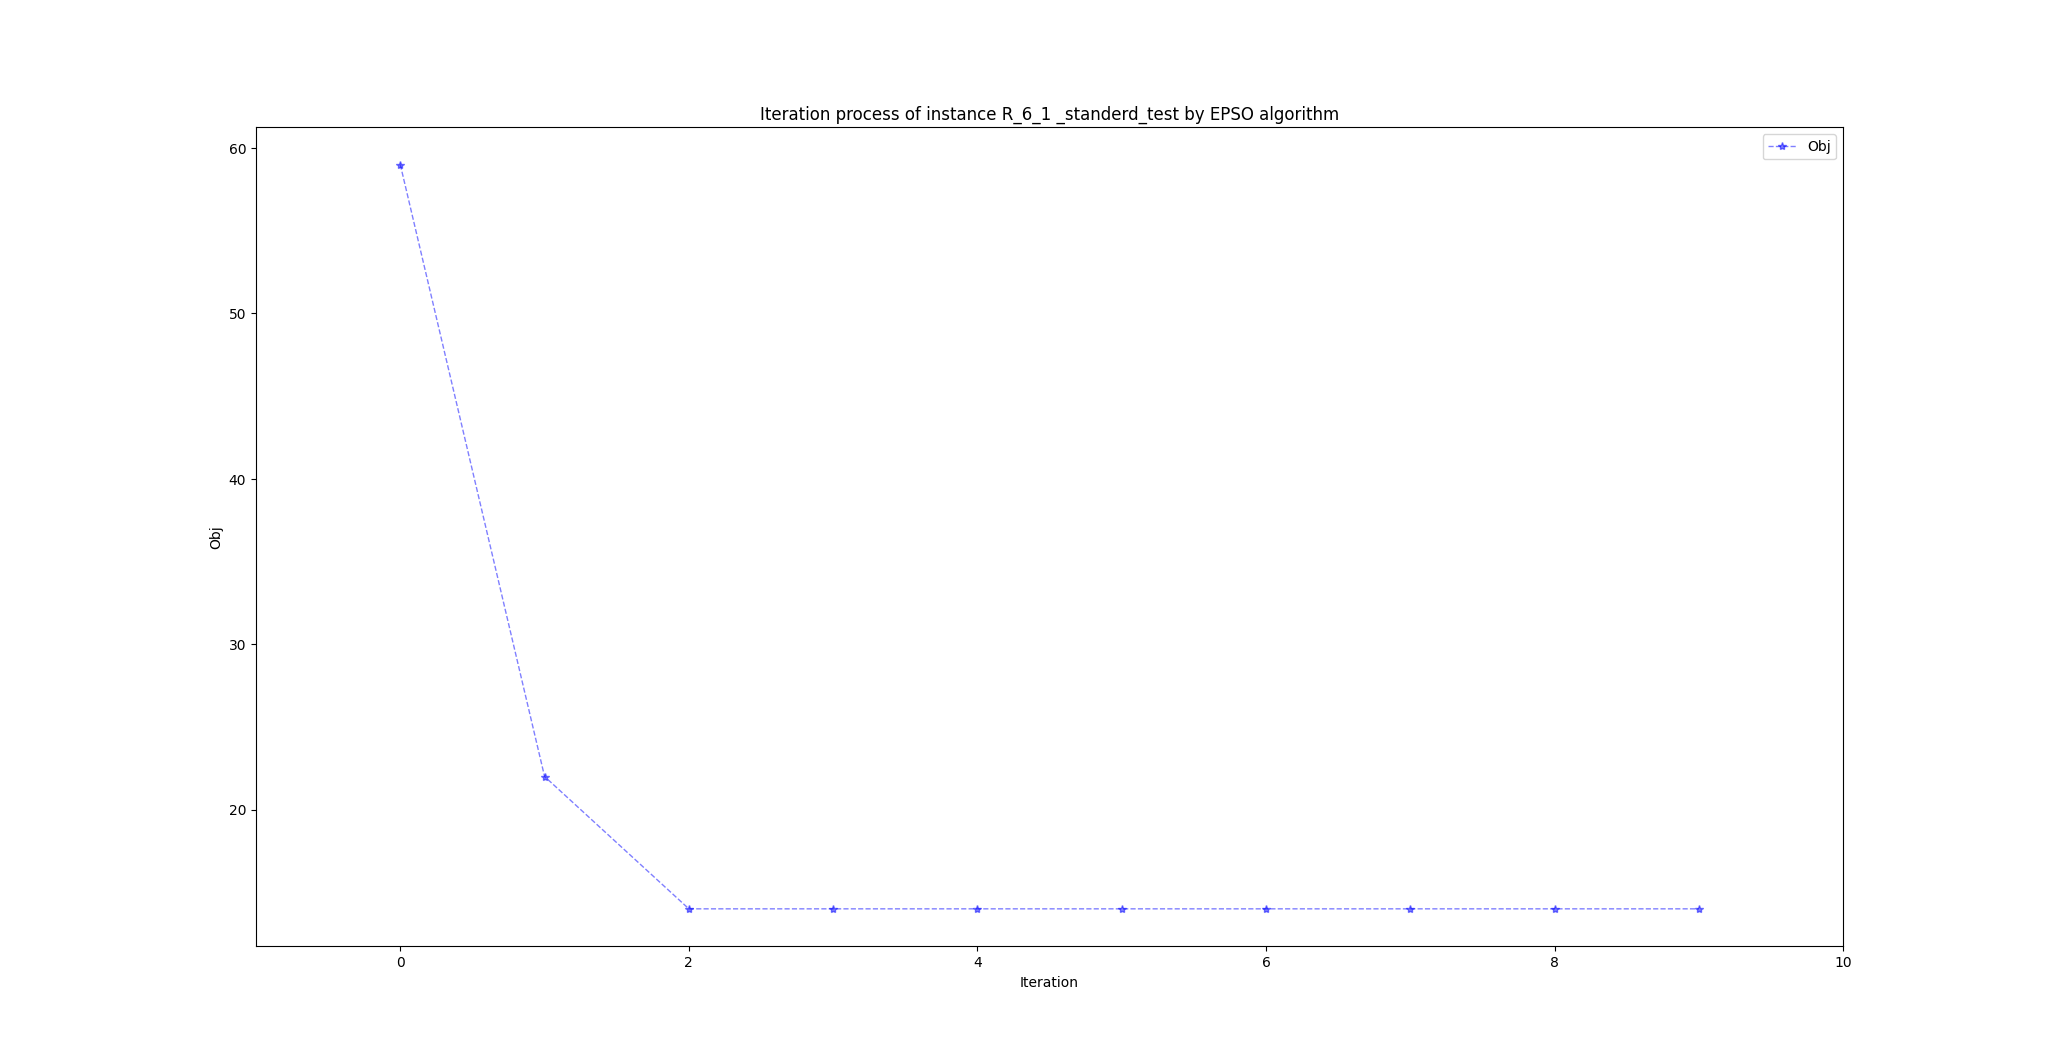 Iteration process of instance R_6_1 _standerd_test by EPSO algorithm
Obj
60
50
40
30
20
Obj
0
2
4
6
8
10
Iteration